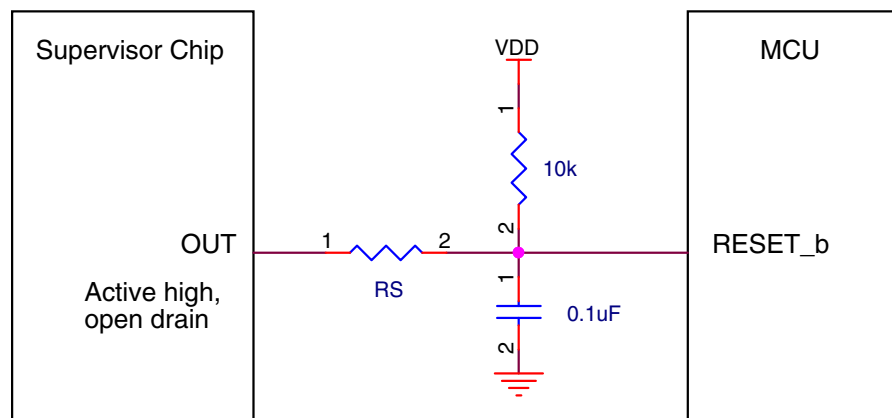 Supervisor Chip
VDD
MCU
1
10k
2
OUT
1
2
RESET_b
RS
1
0.1uF
2
Active high,
open drain